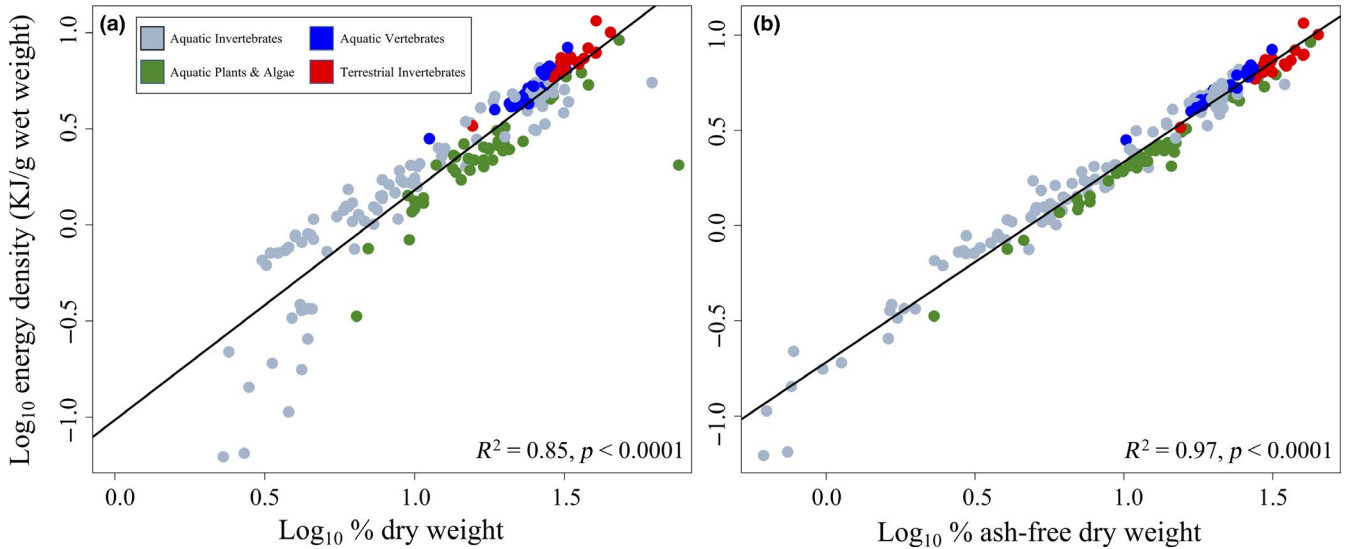 (a)
Aquatic Invertebrates
Aquatic Vertebrates
Aquatic Plants & Algae
Terrestrial Invertebrates
Log10 energy density (KJ/g wet weight)
1.0
0.5
0.0
−0.5
−1.0
R² = 0.85, p < 0.0001
0.0 0.5 1.0 1.5
Log10 % dry weight
(b)
1.0
0.5
0.0
−0.5
−1.0
R² = 0.97, p < 0.0001
0.0 0.5 1.0 1.5
Log10 % ash-free dry weight